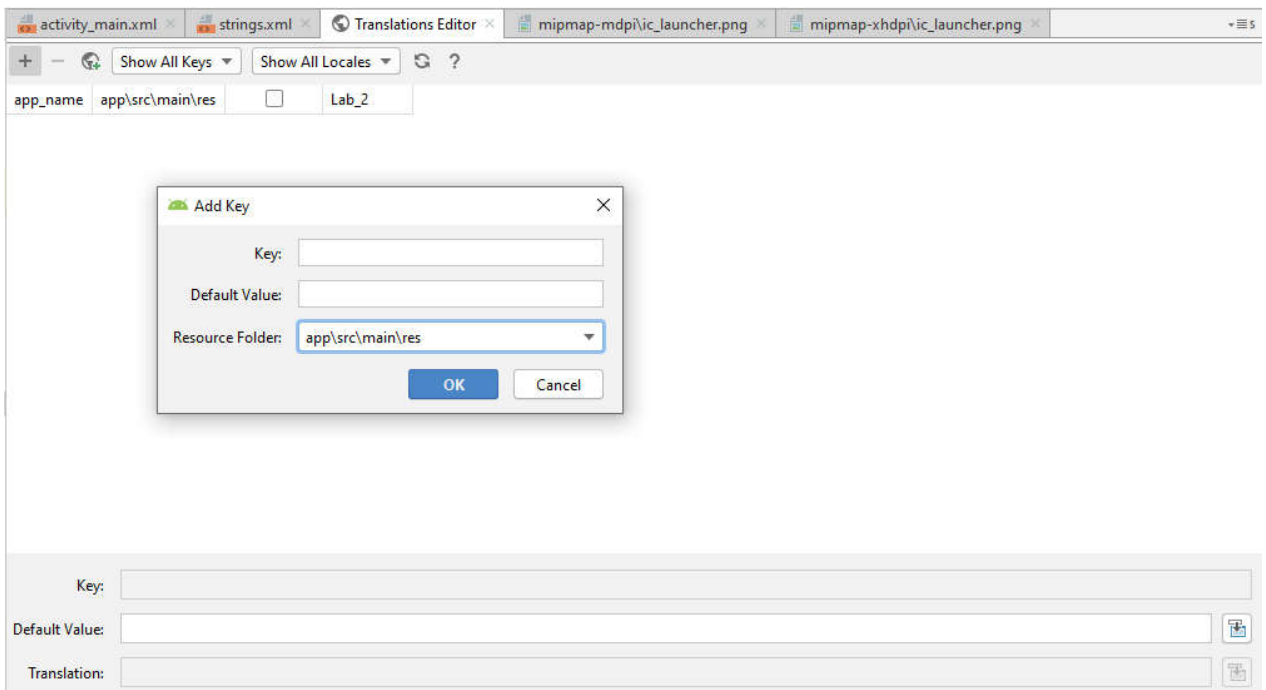 activity_main.xml strings.xml Translations Editor mipmap-mdpi\ic_launcher.png mipmap-xhdpi\ic_launcher.png
Show All Keys Show All Locales ?
app_name app\src\main\res Lab_2
Add Key
Key:
Default Value:
Resource Folder: app\src\main\res
OK Cancel
Key:
Default Value:
Translation: